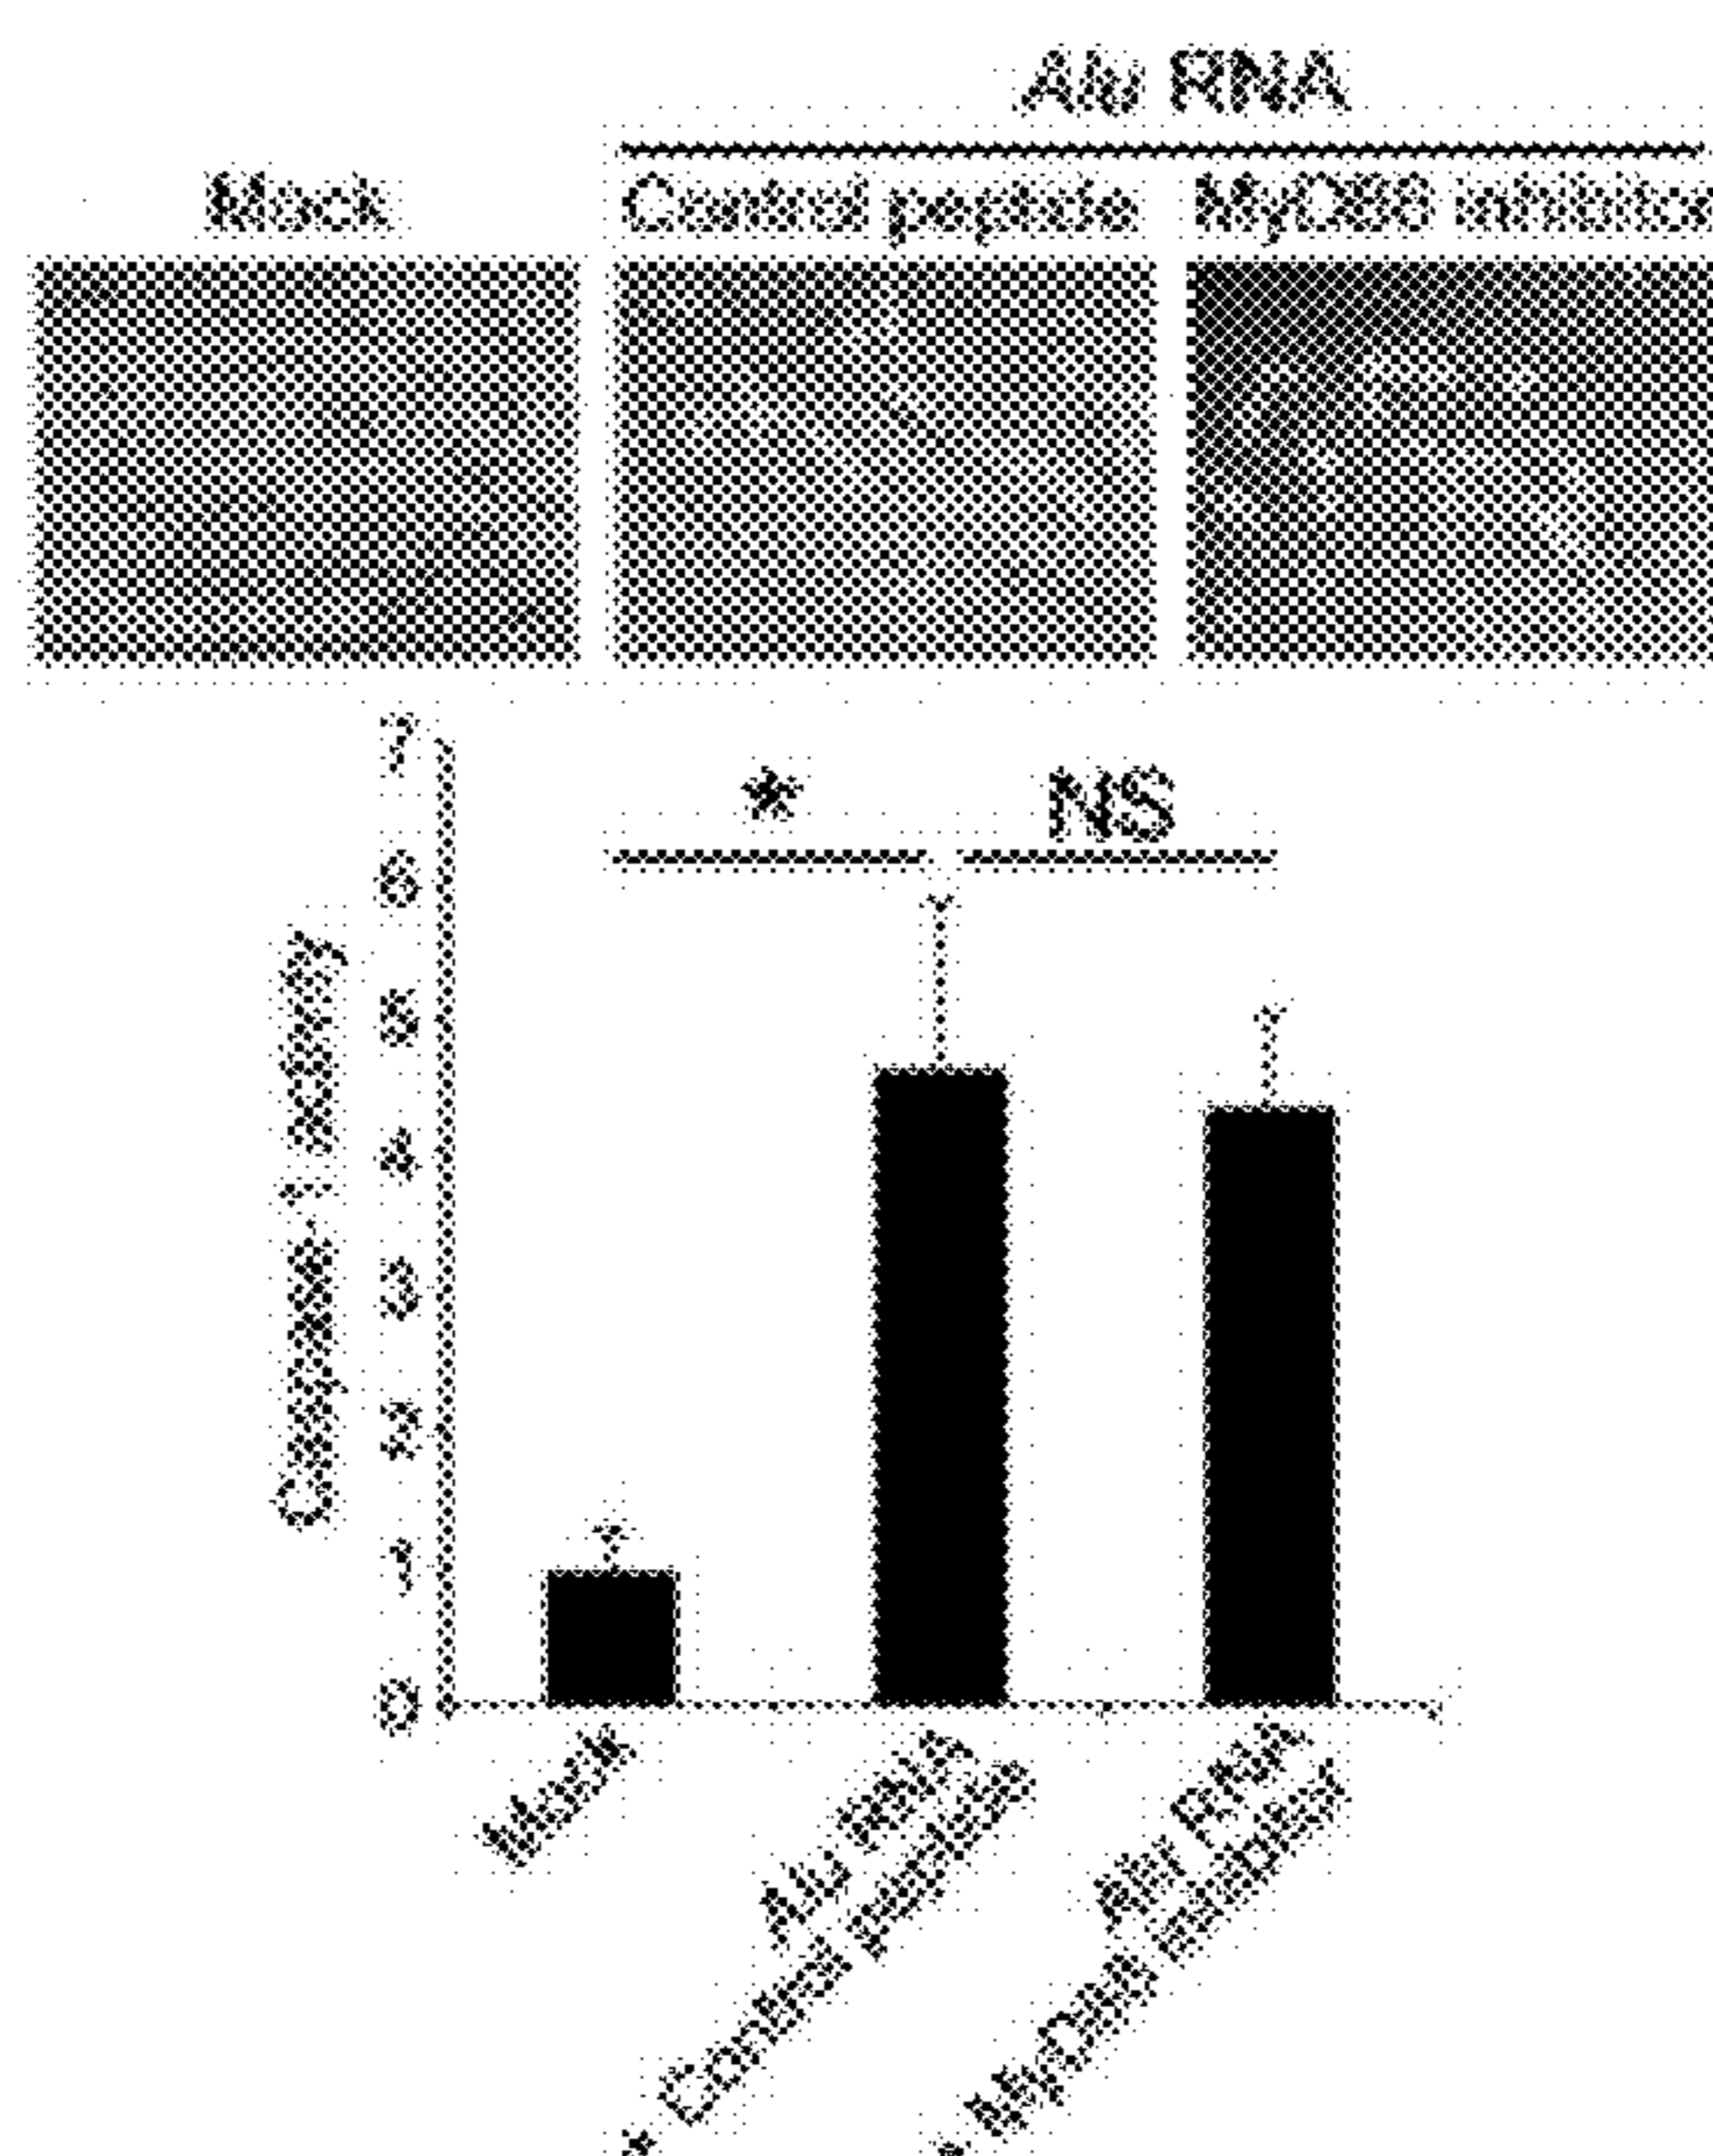 Alu RNA
Mock
Control peptide
MyD88 inhibitor
*
NS
Caspase-1 activity
7
6
5
4
3
2
1
0
Mock
Alu RNA
+ Control peptide
Alu RNA
+ MyD88 inhibitor